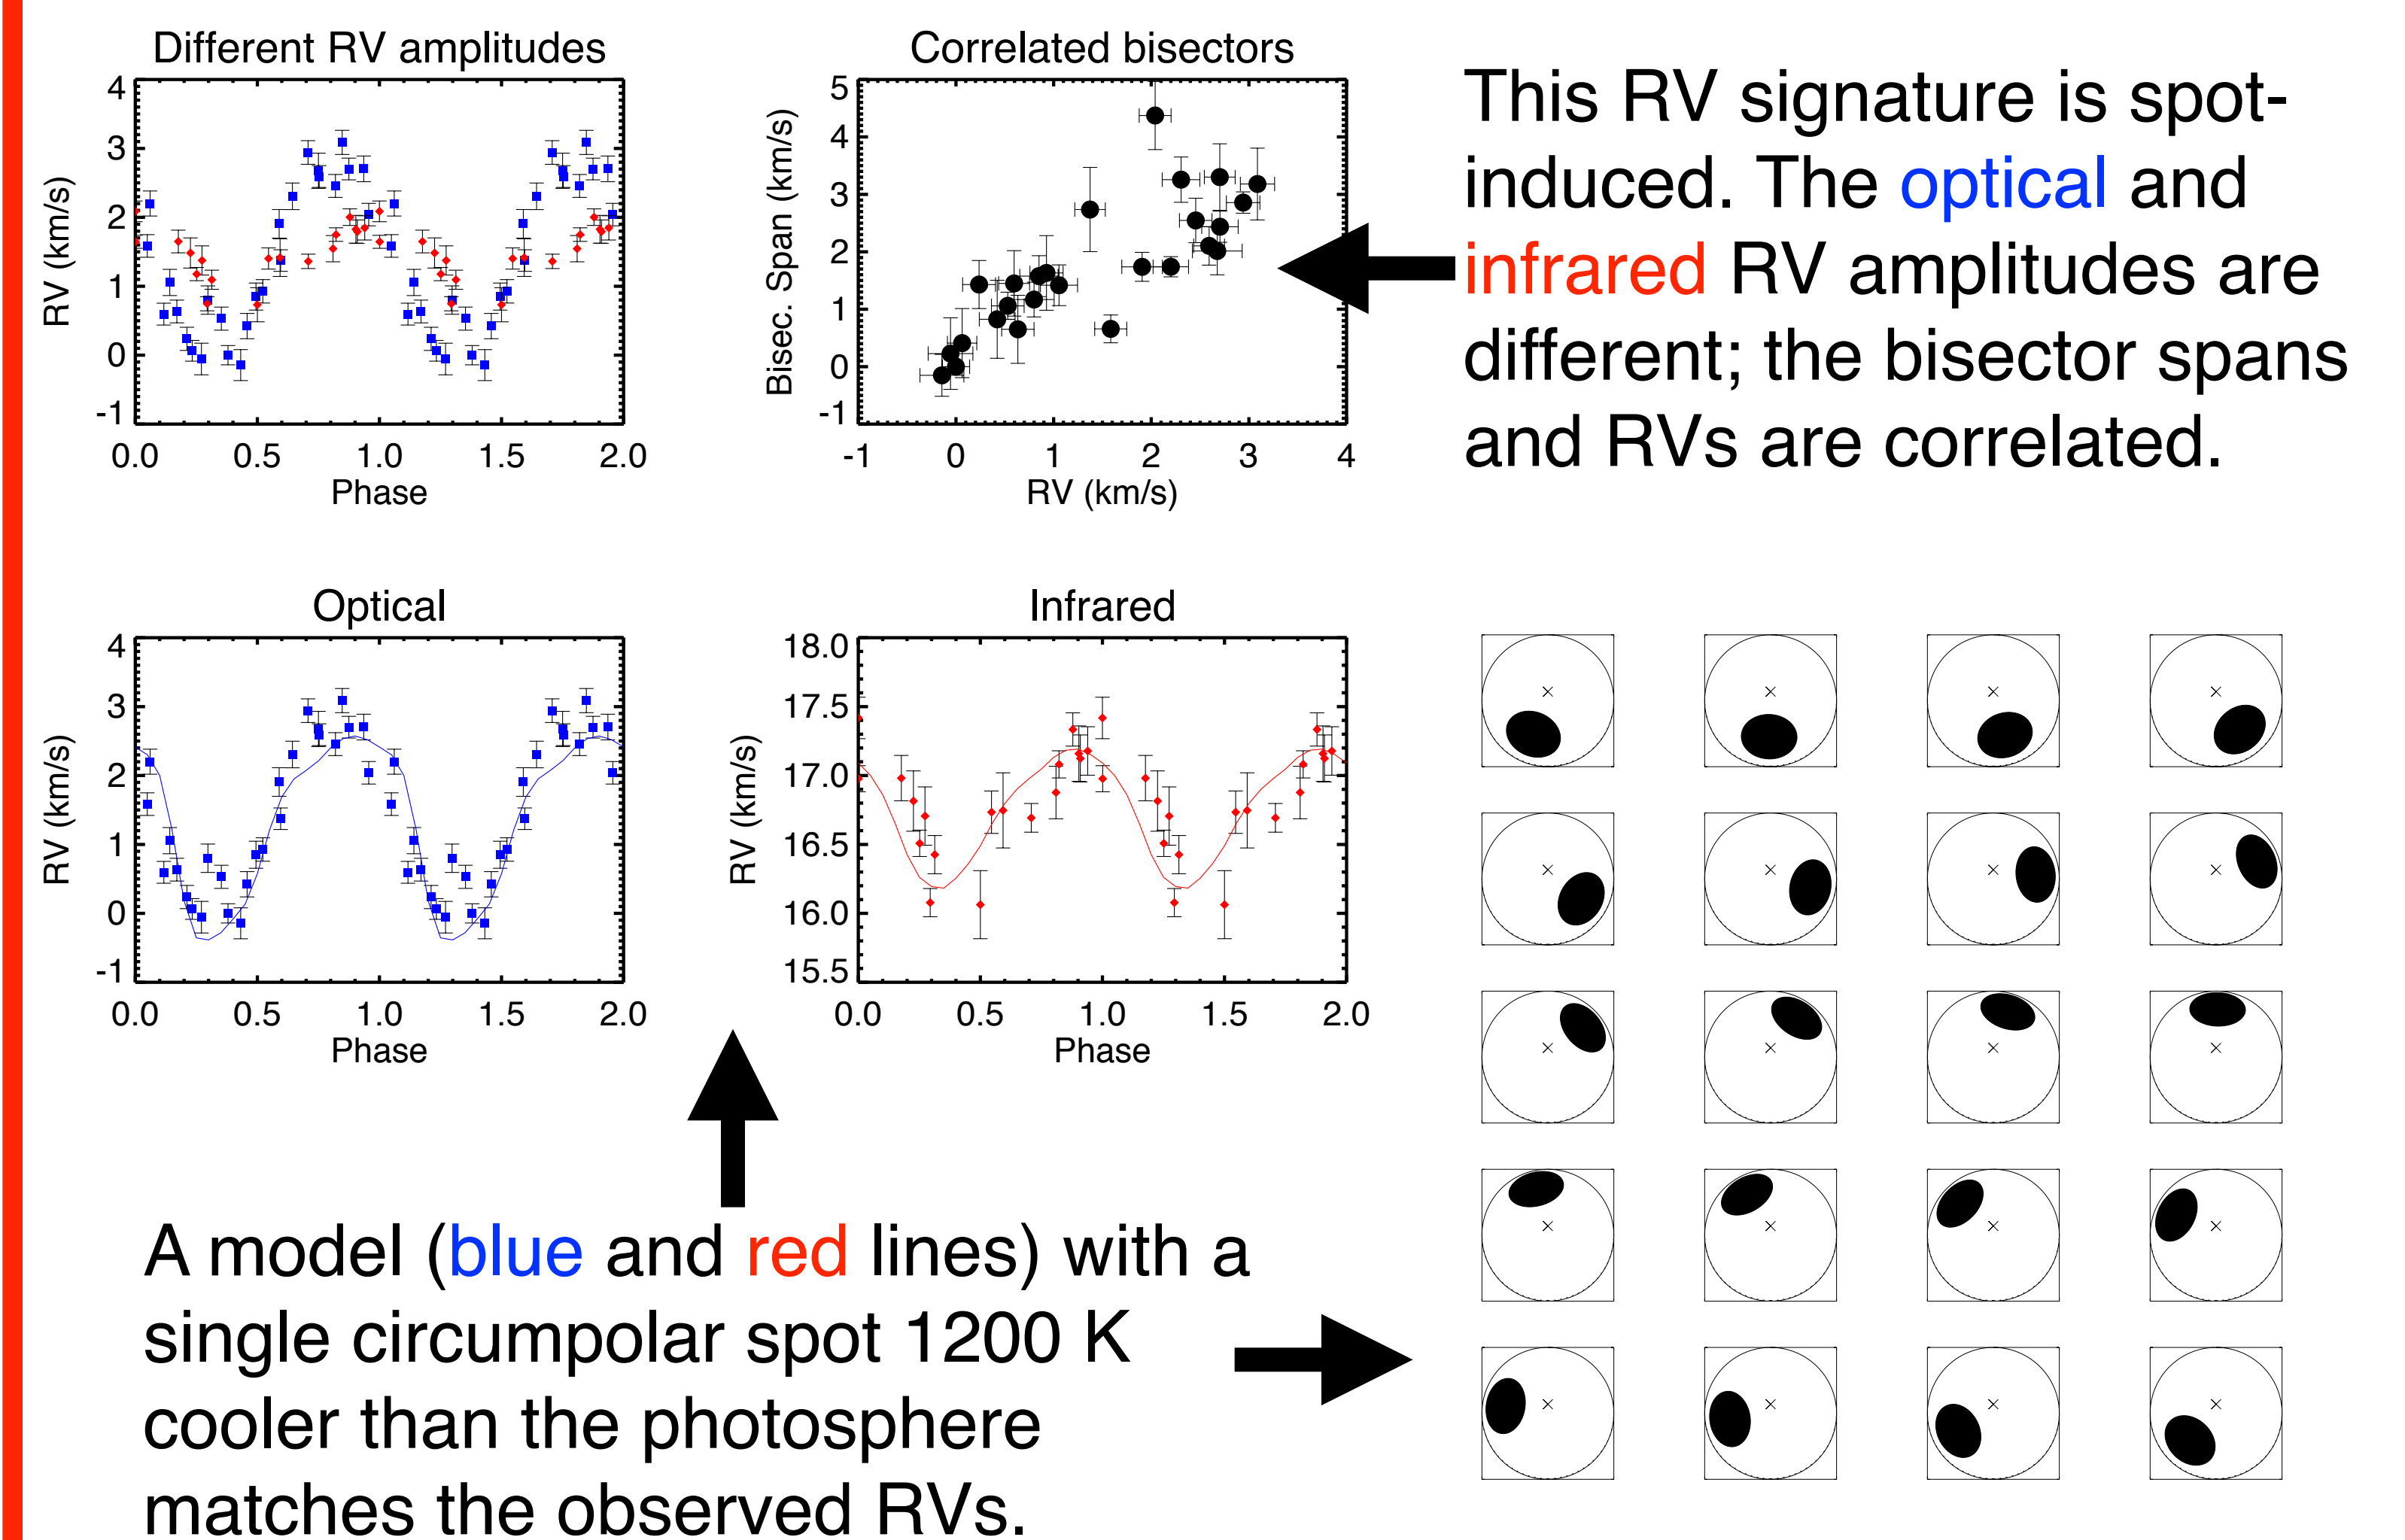 Different RV amplitudes
4
3
2
1
0
-1
RV (km/s)
0.0 0.5 1.0 1.5 2.0
Phase
Correlated bisectors
5
4
3
2
1
0
-1
Bisec. Span (km/s)
-1 0 1 2 3 4
RV (km/s)
This RV signature is spot-
induced. The optical and
infrared RV amplitudes are
different; the bisector spans
and RVs are correlated.
Optical
4
3
2
1
0
-1
RV (km/s)
0.0 0.5 1.0 1.5 2.0
Phase
Infrared
18.0
17.5
17.0
16.5
16.0
15.5
RV (km/s)
0.0 0.5 1.0 1.5 2.0
Phase
A model (blue and red lines) with a
single circumpolar spot 1200 K
cooler than the photosphere
matches the observed RVs.